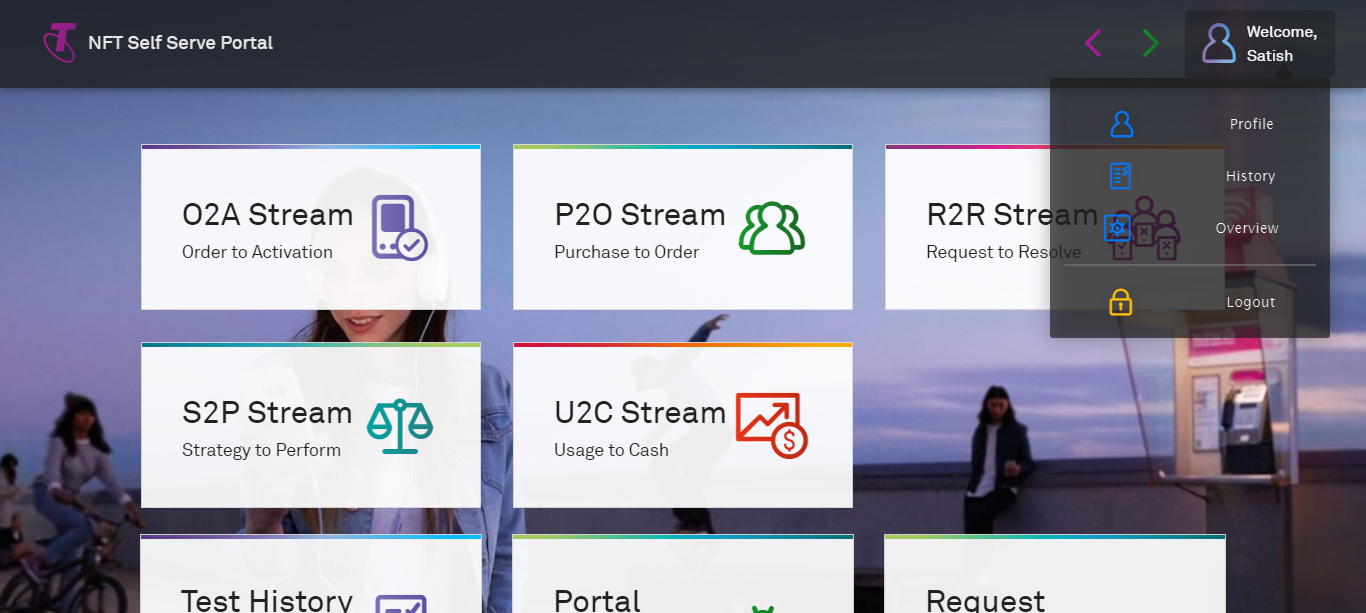 NFT Self Serve Portal
Welcome,
Satish
Profile
History
Overview
Logout
O2A Stream
Order to Activation
P2O Stream
Purchase to Order
R2R Stream
Request to Resolve
S2P Stream
Strategy to Perform
U2C Stream
Usage to Cash
Test History
Portal
Request